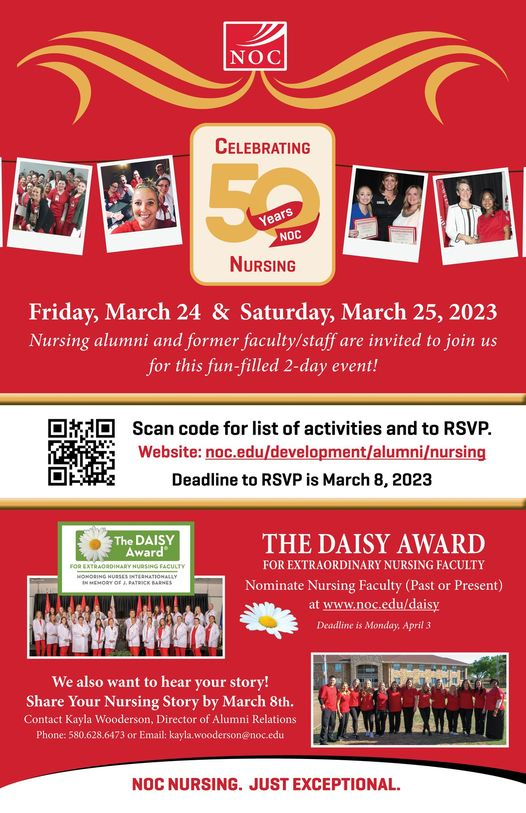 NOC
CELEBRATING
50
Years
NOC
NURSING
Friday, March 24 & Saturday, March 25, 2023
Nursing alumni and former faculty/staff are invited to join us
for this fun-filled 2-day event!
Scan code for list of activities and to RSVP.
Website: noc.edu/development/alumni/nursing
Deadline to RSVP is March 8, 2023
The DAISY
Award®
FOR EXTRAORDINARY NURSING FACULTY
HONORING NURSES INTERNATIONALLY
IN MEMORY OF J. PATRICK BARNES
THE DAISY AWARD
FOR EXTRAORDINARY NURSING FACULTY
Nominate Nursing Faculty (Past or Present)
at www.noc.edu/daisy
Deadline is Monday, April 3
We also want to hear your story!
Share Your Nursing Story by March 8th.
Contact Kayla Wooderson, Director of Alumni Relations
Phone: 580.628.6473 or Email: kayla.wooderson@noc.edu
NOC NURSING. JUST EXCEPTIONAL.